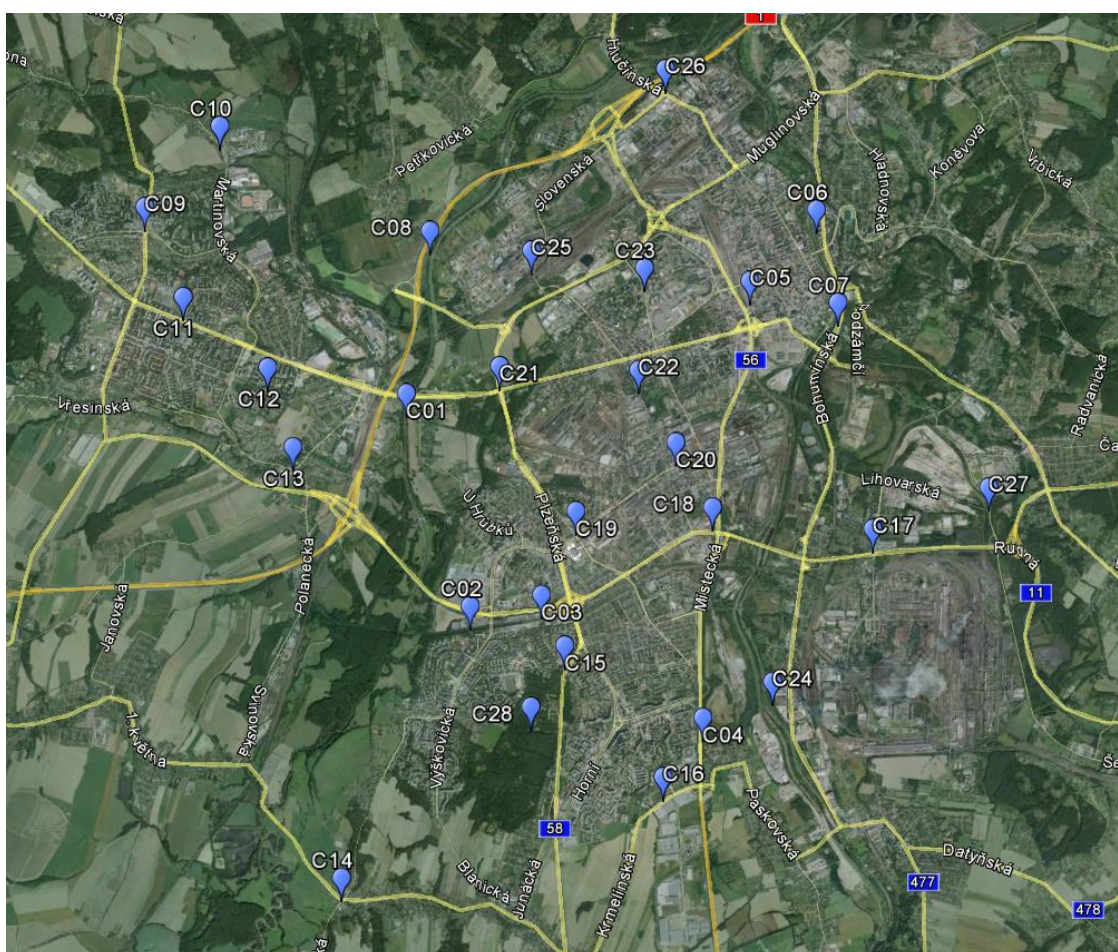 1
Hlučínská
C26
C10
Petřkovická
Muglinovská
Hladnovská
Koněvova
Vrbická
Martinovská
Slovenská
C09
C06
C08
C25
C23
C05
C07
C11
56
Bohumínská
C21
C22
C12
C01
Radvanická
C20
C13
Lihovarská
C27
U Hrůbků
Plzeňská
C19
C18
C17
Rudná
Polanecká
Místecká
C02
C03
11
Janovská
C15
C24
Svinovská
C28
C04
1. května
Výškovická
Horní
C16
Paskovská
58
C14
Blanická
Junácká
Krmelínská
Datyňská
477
478